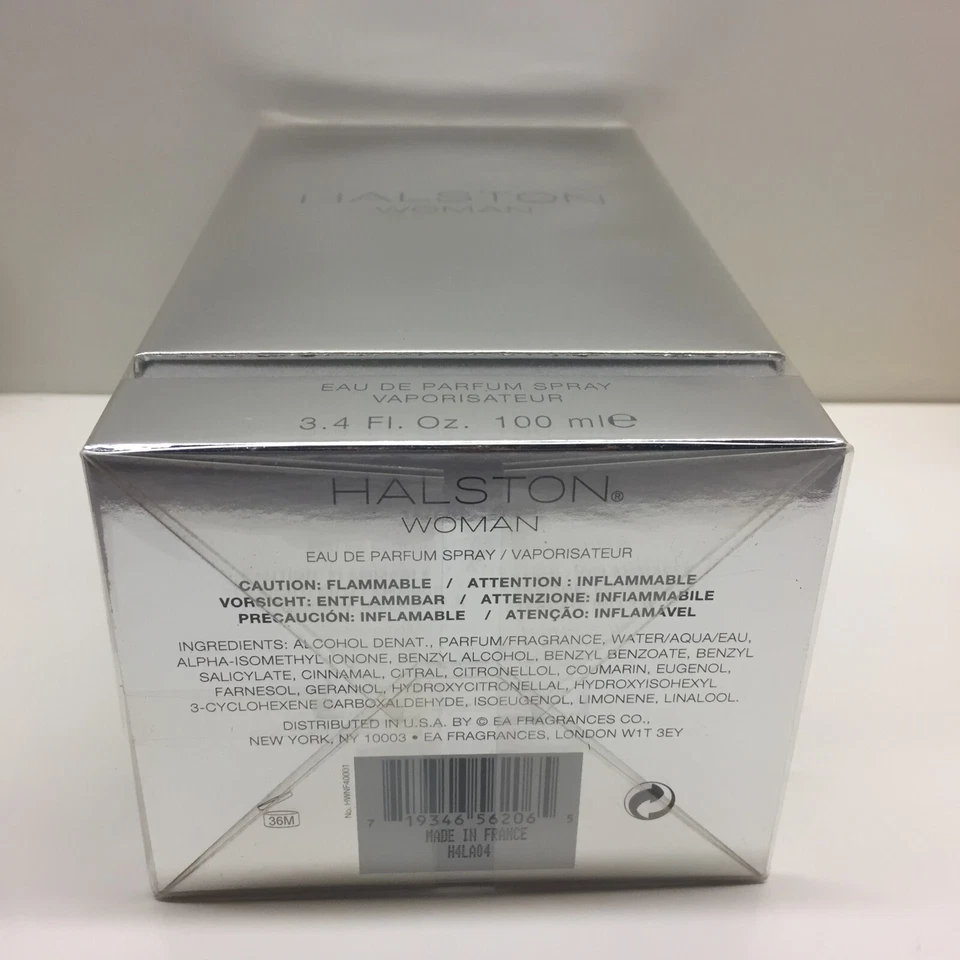 HALSTON
WOMAN
EAU DE PARFUM SPRAY
VAPORISATEUR
3.4 Fl. Oz. 100 ml℮
HALSTON®
WOMAN
EAU DE PARFUM SPRAY / VAPORISATEUR
CAUTION: FLAMMABLE / ATTENTION : INFLAMMABLE
VORSICHT: ENTFLAMMBAR / ATTENZIONE: INFIAMMABILE
PRECAUCIÓN: INFLAMABLE / ATENÇÃO: INFLAMÁVEL
INGREDIENTS: ALCOHOL DENAT., PARFUM/FRAGRANCE, WATER/AQUA/EAU,
ALPHA-ISOMETHYL IONONE, BENZYL ALCOHOL, BENZYL BENZOATE, BENZYL
SALICYLATE, CINNAMAL, CITRAL, CITRONELLOL, COUMARIN, EUGENOL,
FARNESOL, GERANIOL, HYDROXYCITRONELLAL, HYDROXYISOHEXYL
3-CYCLOHEXENE CARBOXALDEHYDE, ISOEUGENOL, LIMONENE, LINALOOL.
DISTRIBUTED IN U.S.A. BY © EA FRAGRANCES CO.,
NEW YORK, NY 10003 • EA FRAGRANCES, LONDON W1T 3EY
36M
No. HWNF40001
7 19346 56206 5
MADE IN FRANCE
H4LA04